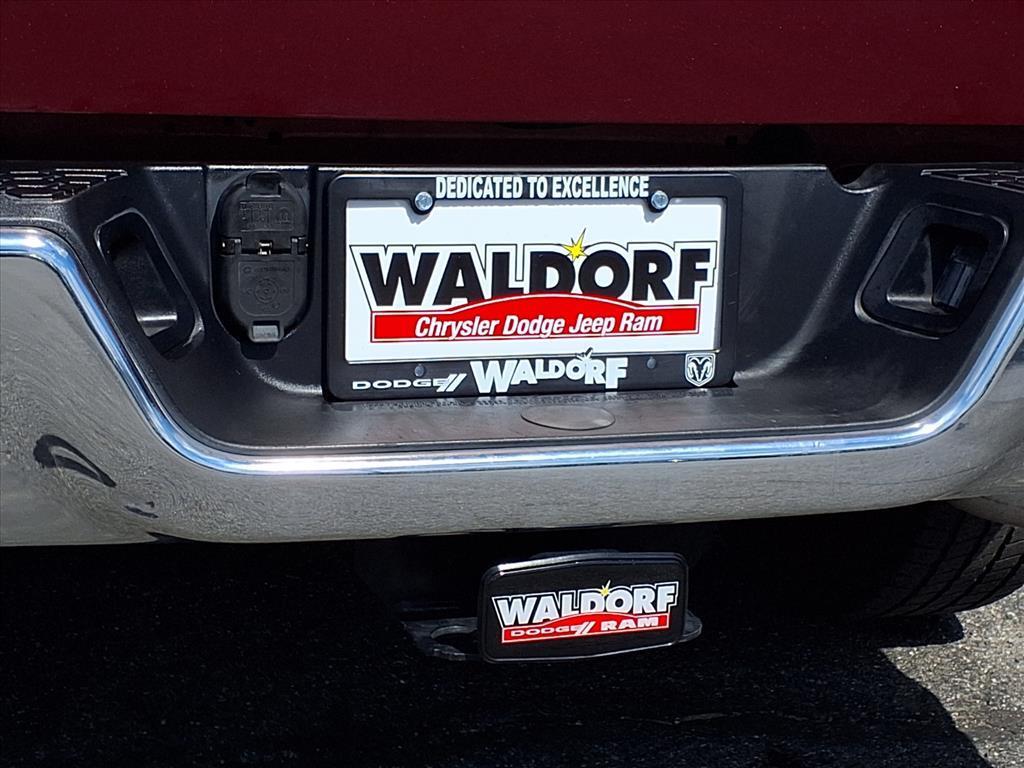 DEDICATED TO EXCELLENCE
WALDORF
Chrysler Dodge Jeep Ram
DODGE WALDORF
WALDORF
DODGE RAM